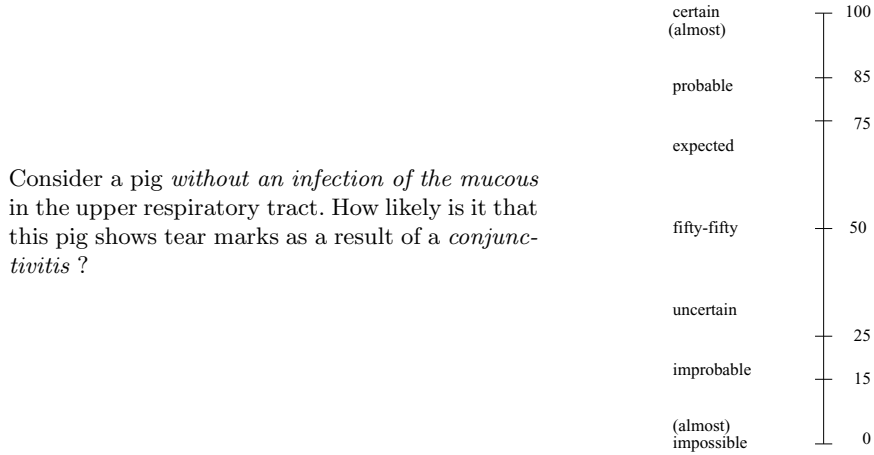 Consider a pig without an infection of the mucous
in the upper respiratory tract. How likely is it that
this pig shows tear marks as a result of a conjunc-
tivitis ?
certain 100
(almost)
probable 85
75
expected
fifty-fifty 50
uncertain
25
improbable
15
(almost)
impossible 0